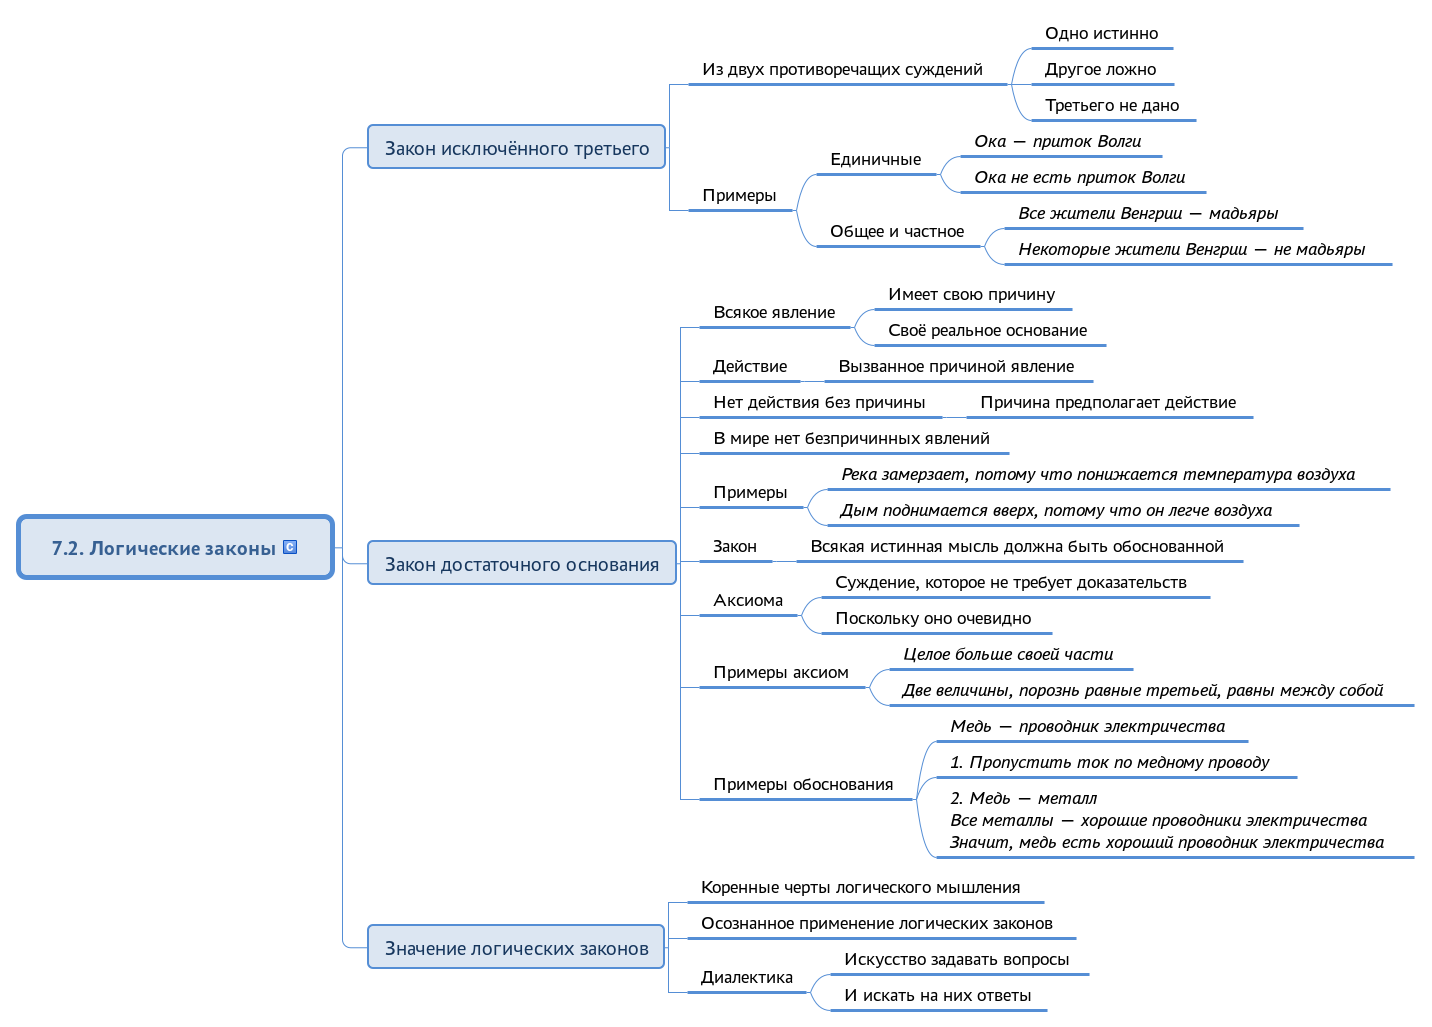 7.2. Логические законы
Закон исключённого третьего
Из двух противоречащих суждений
Одно истинно
Другое ложно
Третьего не дано
Примеры
Единичные
Ока — приток Волги
Ока не есть приток Волги
Общее и частное
Все жители Венгрии — мадьяры
Некоторые жители Венгрии — не мадьяры
Закон достаточного основания
Всякое явление
Имеет свою причину
Своё реальное основание
Действие
Вызванное причиной явление
Нет действия без причины
Причина предполагает действие
В мире нет безпричинных явлений
Примеры
Река замерзает, потому что понижается температура воздуха
Дым поднимается вверх, потому что он легче воздуха
Закон
Всякая истинная мысль должна быть обоснованной
Аксиома
Суждение, которое не требует доказательств
Поскольку оно очевидно
Примеры аксиом
Целое больше своей части
Две величины, порознь равные третьей, равны между собой
Примеры обоснования
Медь — проводник электричества
1. Пропустить ток по медному проводу
2. Медь — металл
Все металлы — хорошие проводники электричества
Значит, медь есть хороший проводник электричества
Значение логических законов
Коренные черты логического мышления
Осознанное применение логических законов
Диалектика
Искусство задавать вопросы
И искать на них ответы